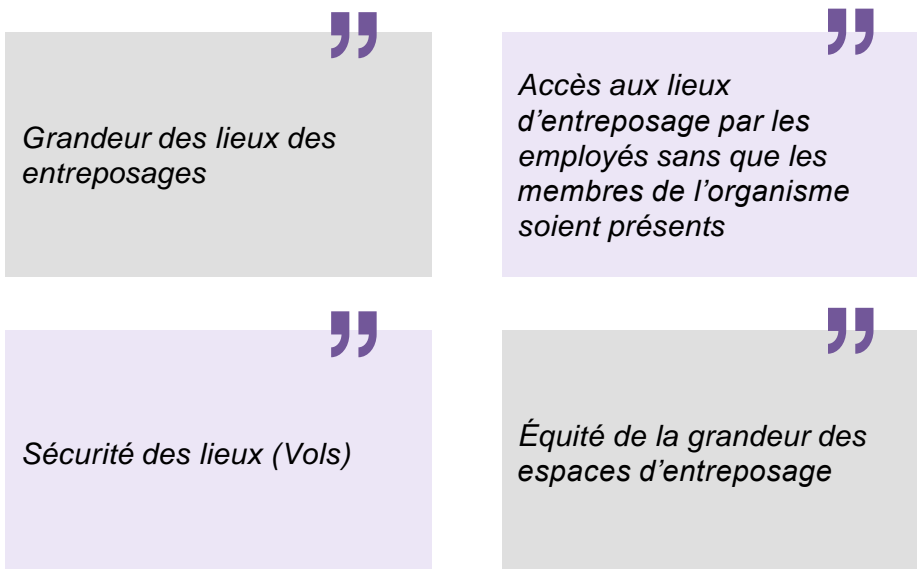 ”
Grandeur des lieux des
entreposages
”
Accès aux lieux
d’entreposage par les
employés sans que les
membres de l’organisme
soient présents
”
Sécurité des lieux (Vols)
”
Équité de la grandeur des
espaces d’entreposage